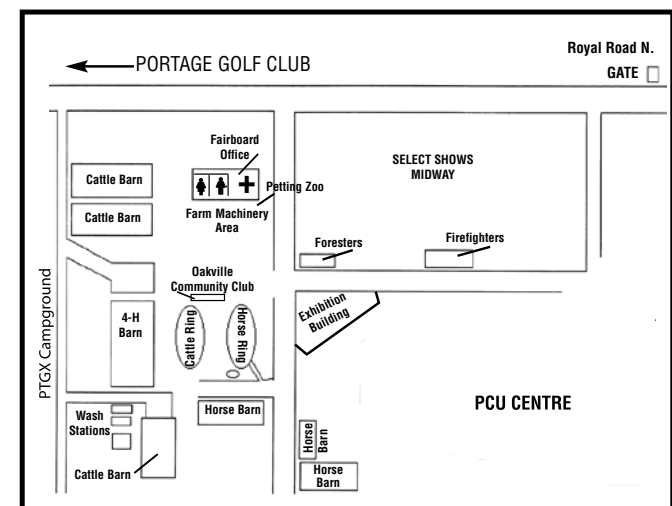 PORTAGE GOLF CLUB
Royal Road N.
GATE
Fairboard
Office
SELECT SHOWS
MIDWAY
Cattle Barn
Petting Zoo
Cattle Barn
Farm Machinery
Area
Foresters
Firefighters
Oakville
Community Club
Exhibition
Building
4-H
Barn
Cattle Ring
Horse Ring
PTGX Campground
PCU CENTRE
Wash
Stations
Horse Barn
Horse
Barn
Cattle Barn
Horse
Barn